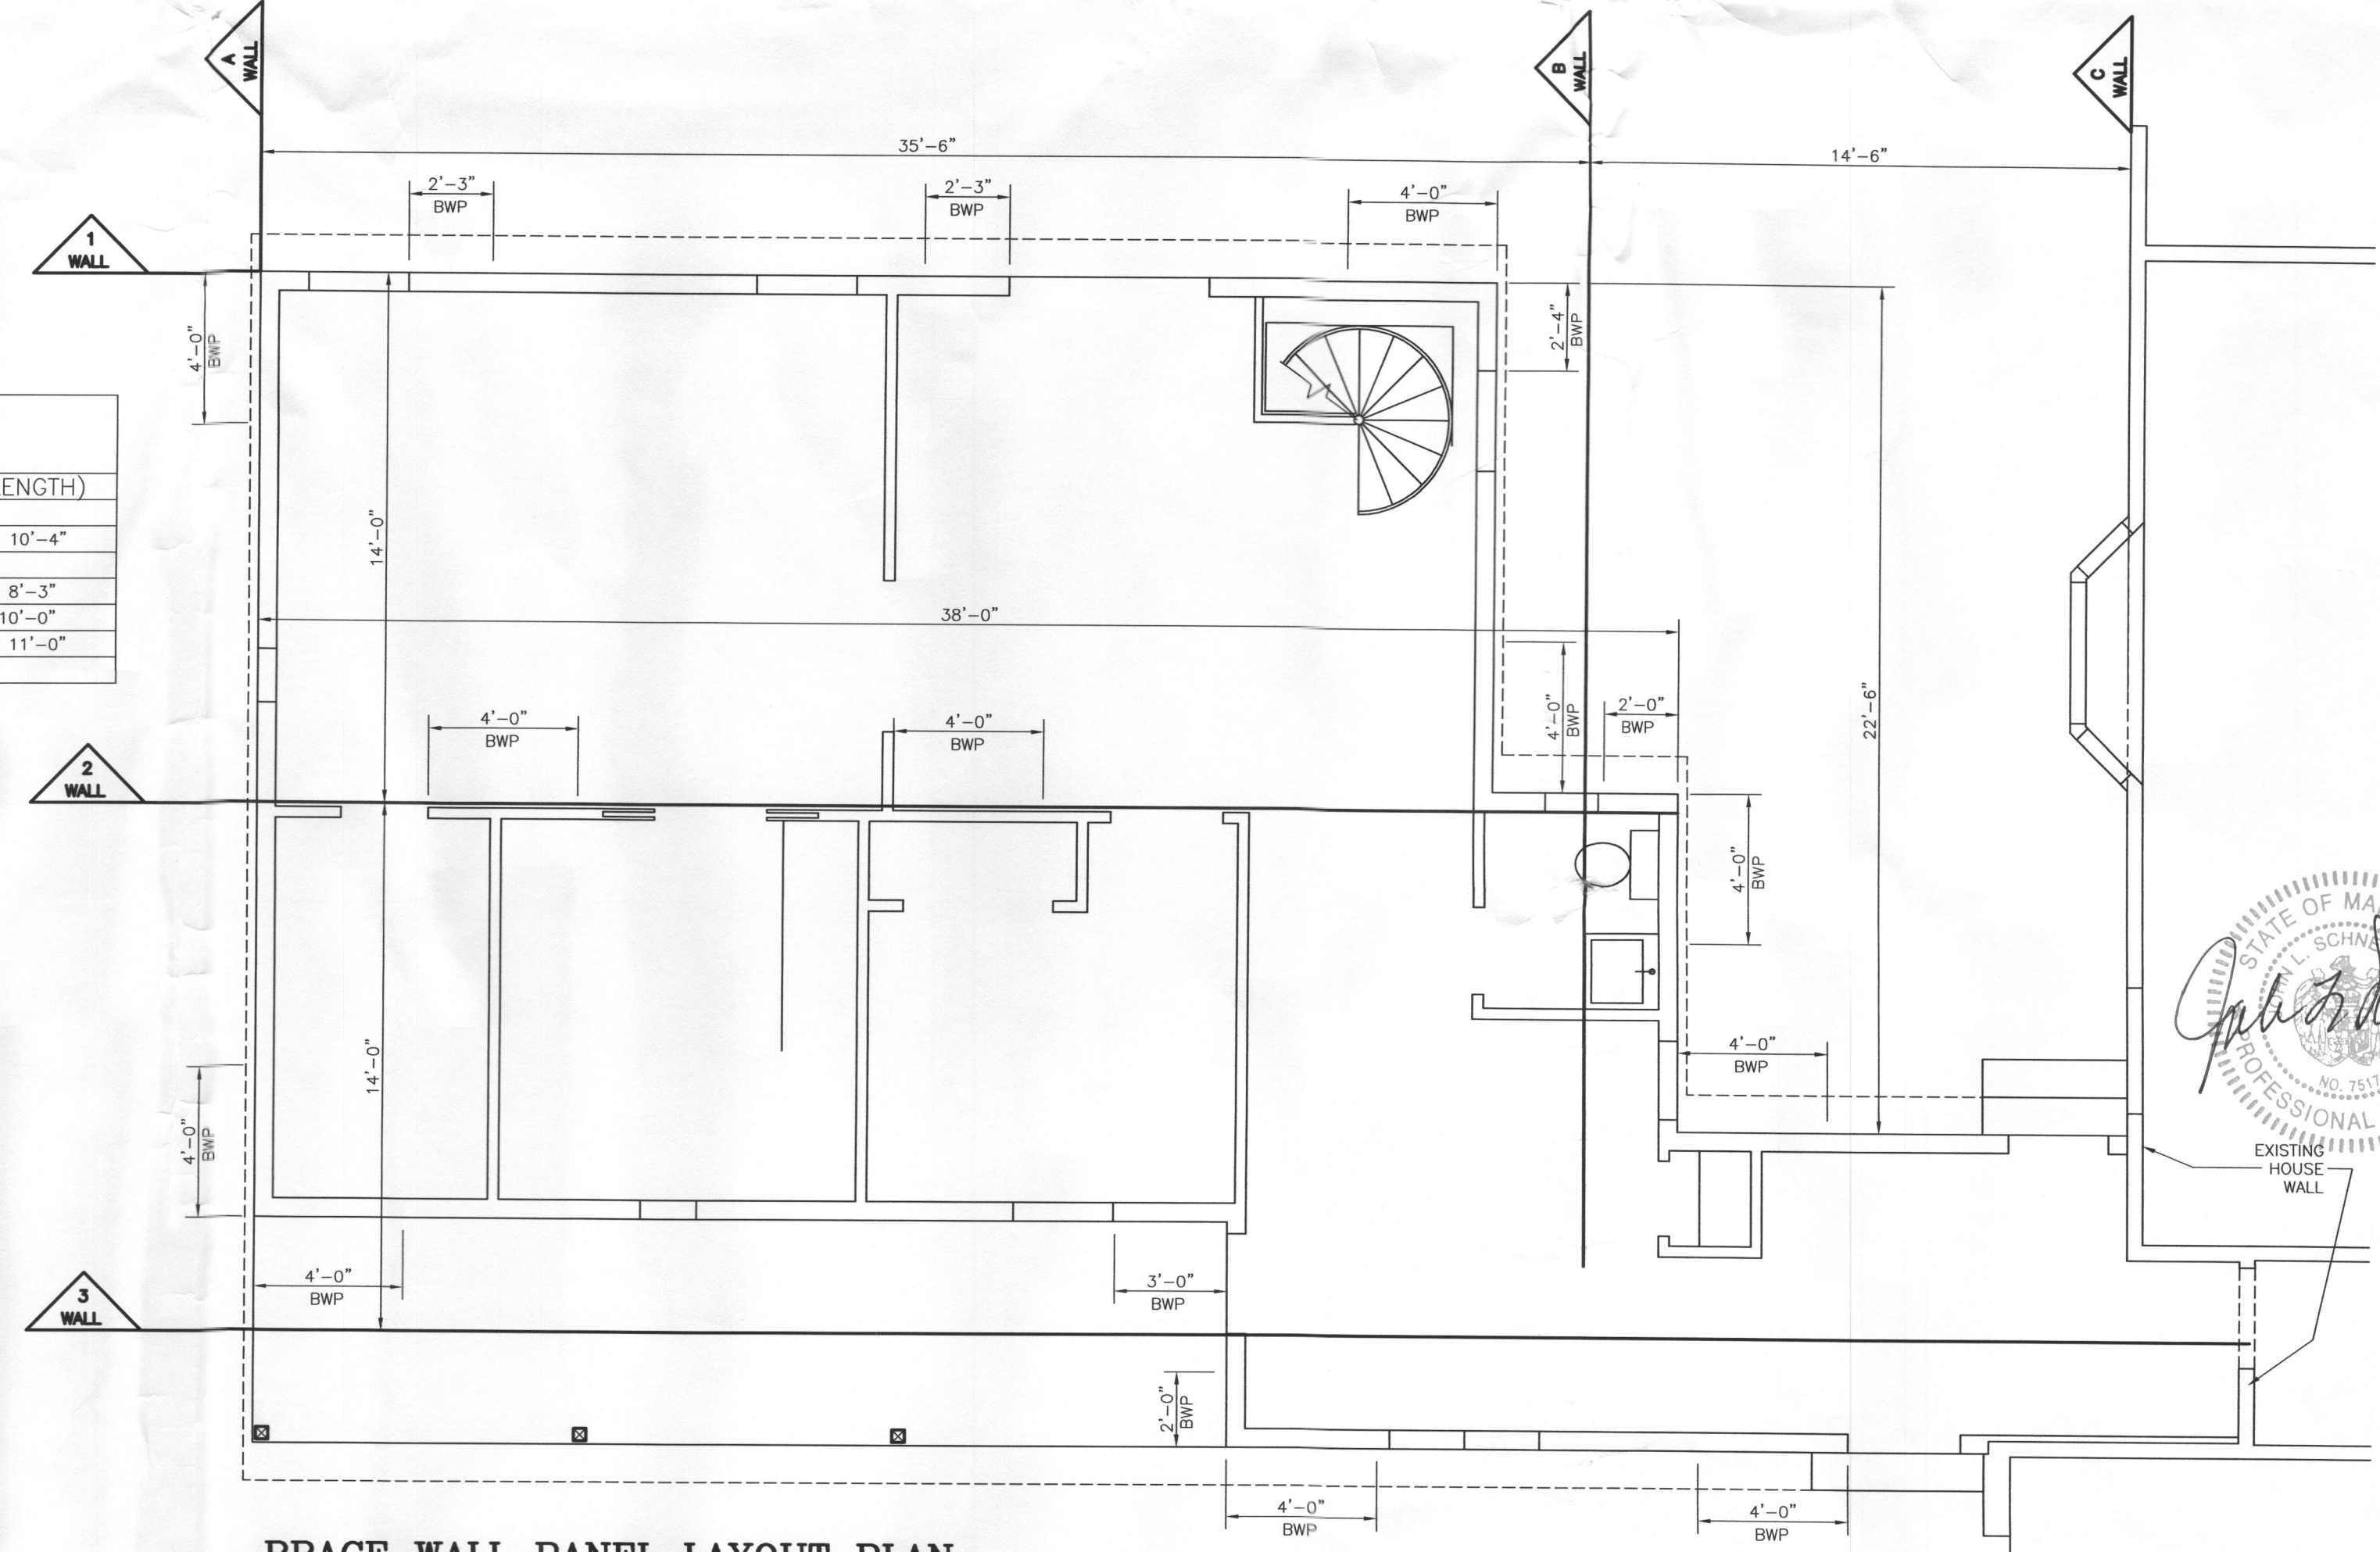 A
WALL
B
WALL
C
WALL
35'-6"
14'-6"
2'-3"
BWP
2'-3"
BWP
4'-0"
BWP
1
WALL
4'-0"
BWP
2'-4"
BWP
ENGTH)
10'-4"
8'-3"
10'-0"
11'-0"
14'-0"
38'-0"
22'-6"
4'-0"
BWP
4'-0"
BWP
4'-0"
BWP
2'-0"
BWP
2
WALL
4'-0"
BWP
4'-0"
BWP
14'-0"
4'-0"
BWP
STATE OF MA
JOHN L. SCHNE
NO. 7517
PROFESSIONAL
EXISTING
HOUSE
WALL
4'-0"
BWP
3'-0"
BWP
3
WALL
2'-0"
BWP
4'-0"
BWP
4'-0"
BWP
BRACE WALL PANEL LAYOUT PLAN